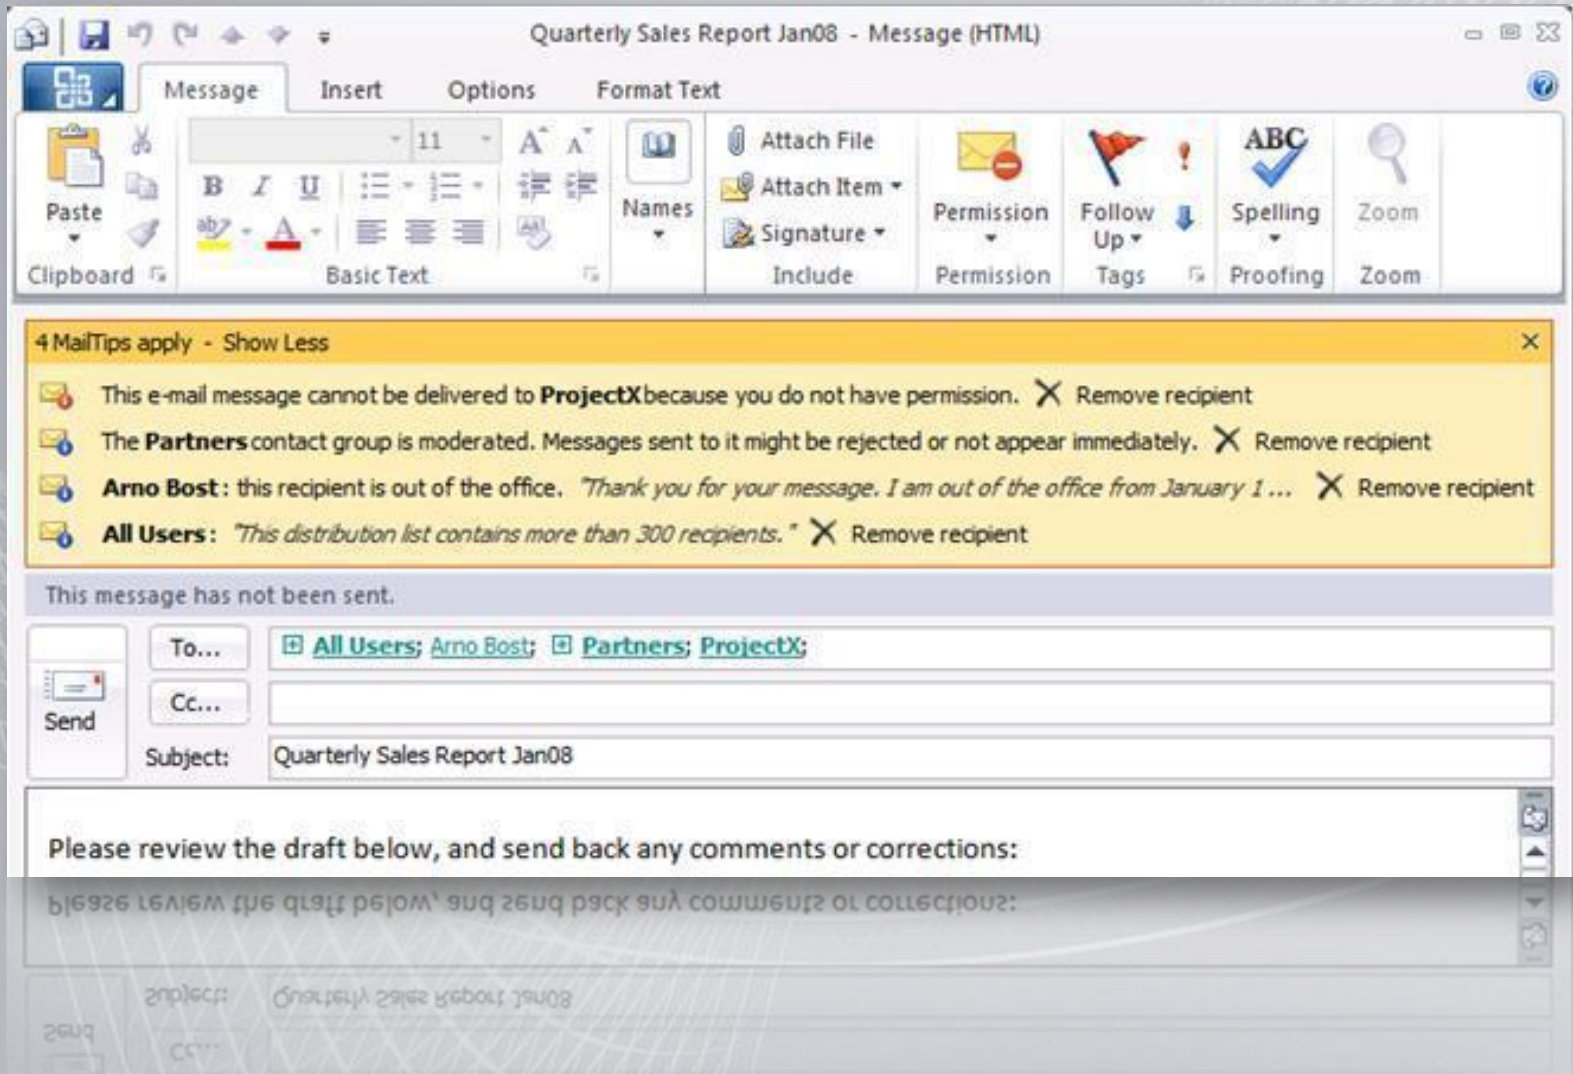 Quarterly Sales Report Jan08 - Message (HTML)
Message Insert Options Format Text
Paste
Clipboard
11
B I U
ab
A
Basic Text
Names
Attach File
Attach Item
Signature
Include
Permission
Permission
Follow
Up
Tags
ABC
Spelling
Proofing
Zoom
Zoom
4 MailTips apply - Show Less
This e-mail message cannot be delivered to ProjectX because you do not have permission. Remove recipient
The Partners contact group is moderated. Messages sent to it might be rejected or not appear immediately. Remove recipient
Arno Bost: this recipient is out of the office. "Thank you for your message. I am out of the office from January 1 ... Remove recipient
All Users: "This distribution list contains more than 300 recipients." Remove recipient
This message has not been sent.
To... All Users; Arno Bost; Partners; ProjectX;
Cc...
Send
Subject: Quarterly Sales Report Jan08
Please review the draft below, and send back any comments or corrections: